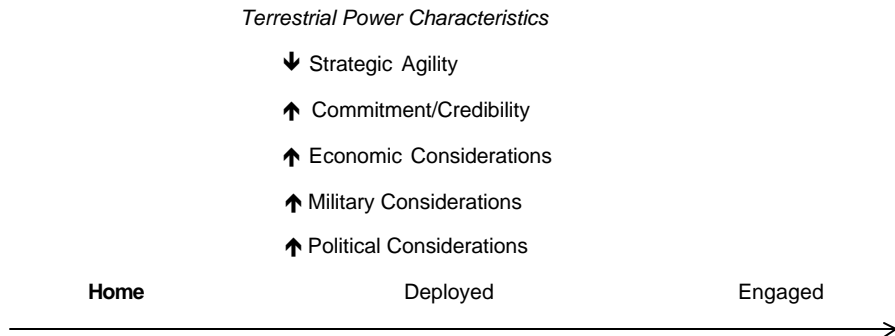 Terrestrial Power Characteristics
↓ Strategic Agility
↑ Commitment/Credibility
↑ Economic Considerations
↑ Military Considerations
↑ Political Considerations
Home Deployed Engaged